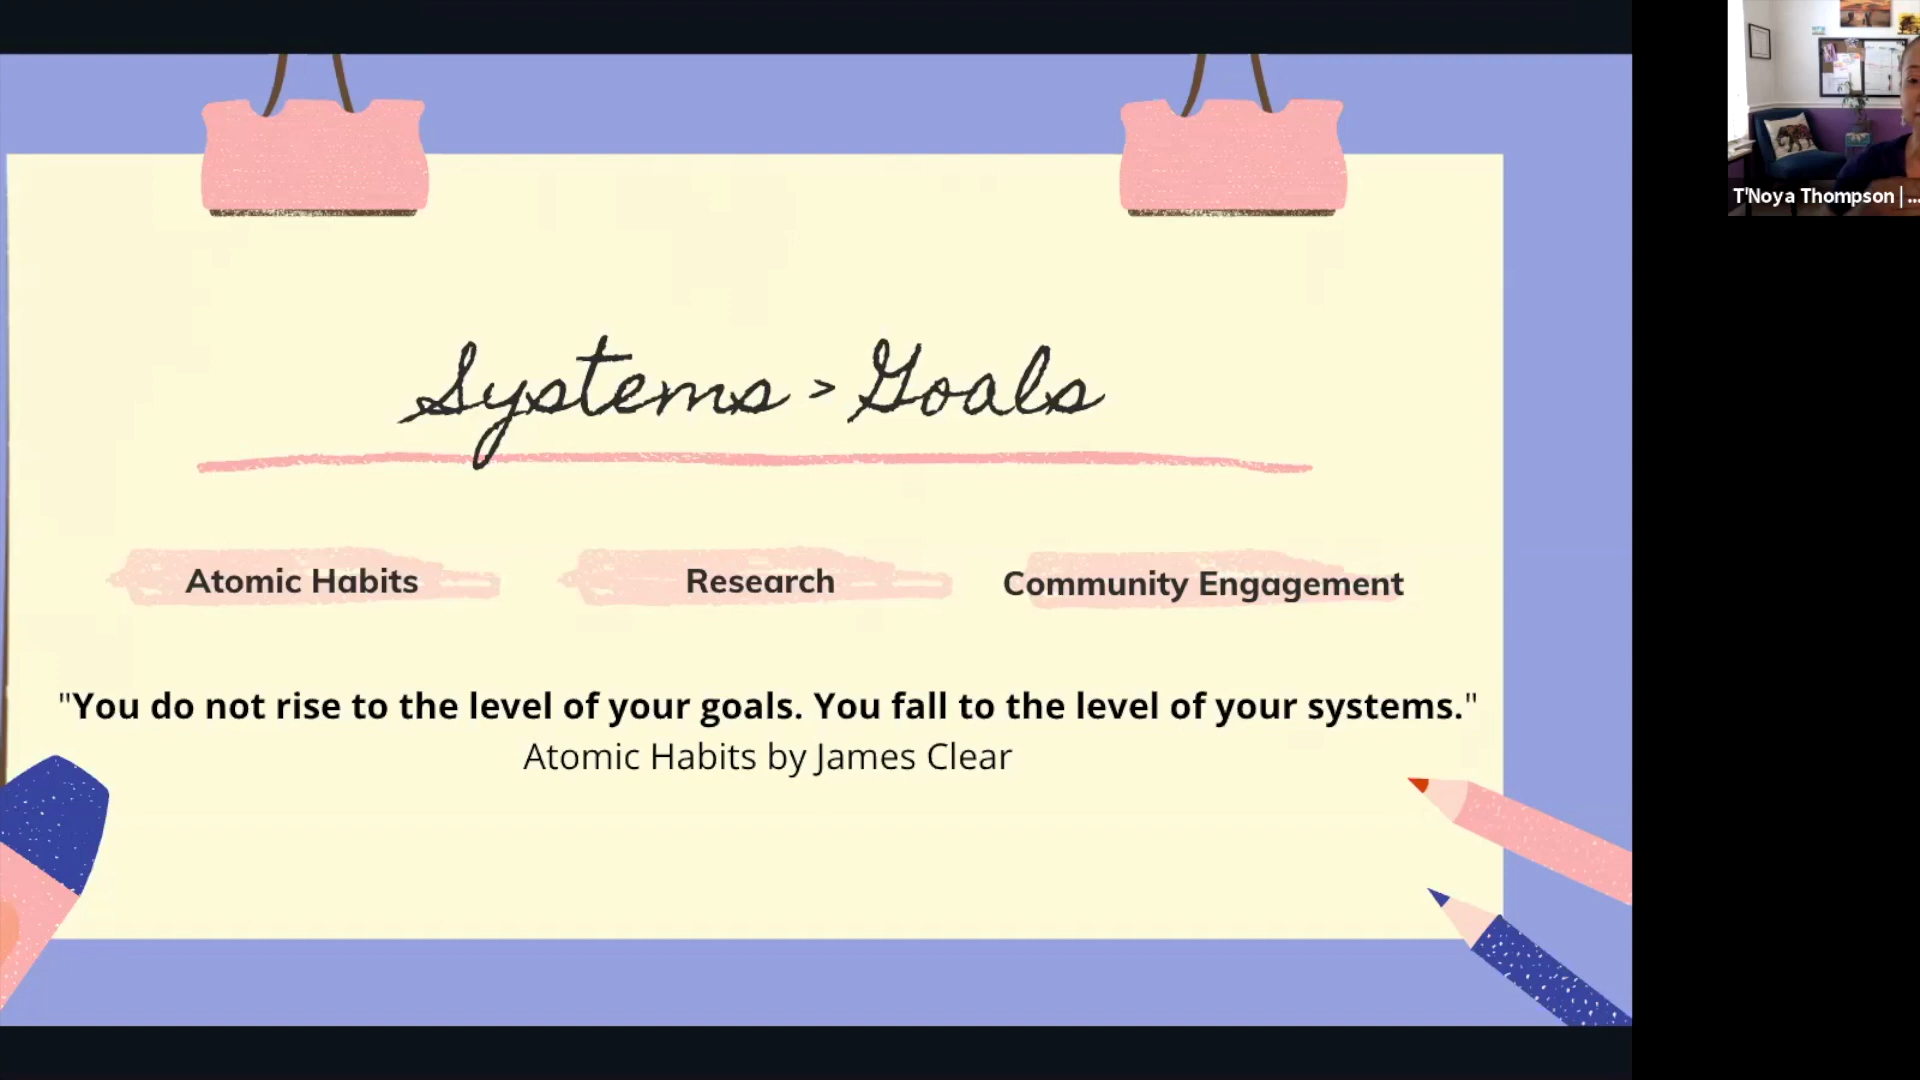 Systems > Goals
Atomic Habits
Research
Community Engagement
"You do not rise to the level of your goals. You fall to the level of your systems."
Atomic Habits by James Clear
T'Noya Thompson | ...